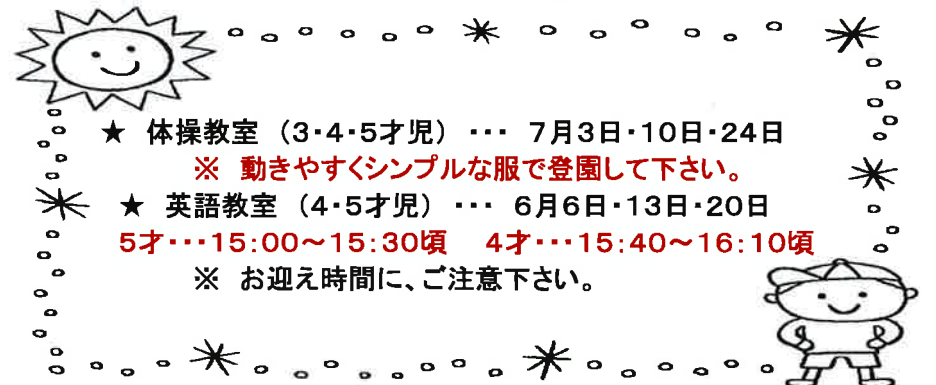 ★ 体操教室 （3・4・5才児） ・・・ 7月3日・10日・24日
※ 動きやすくシンプルな服で登園して下さい。
★ 英語教室 （4・5才児） ・・・ 6月6日・13日・20日
5才・・・15：00～15：30頃 4才・・・15：40～16：10頃
※ お迎え時間に、ご注意下さい。